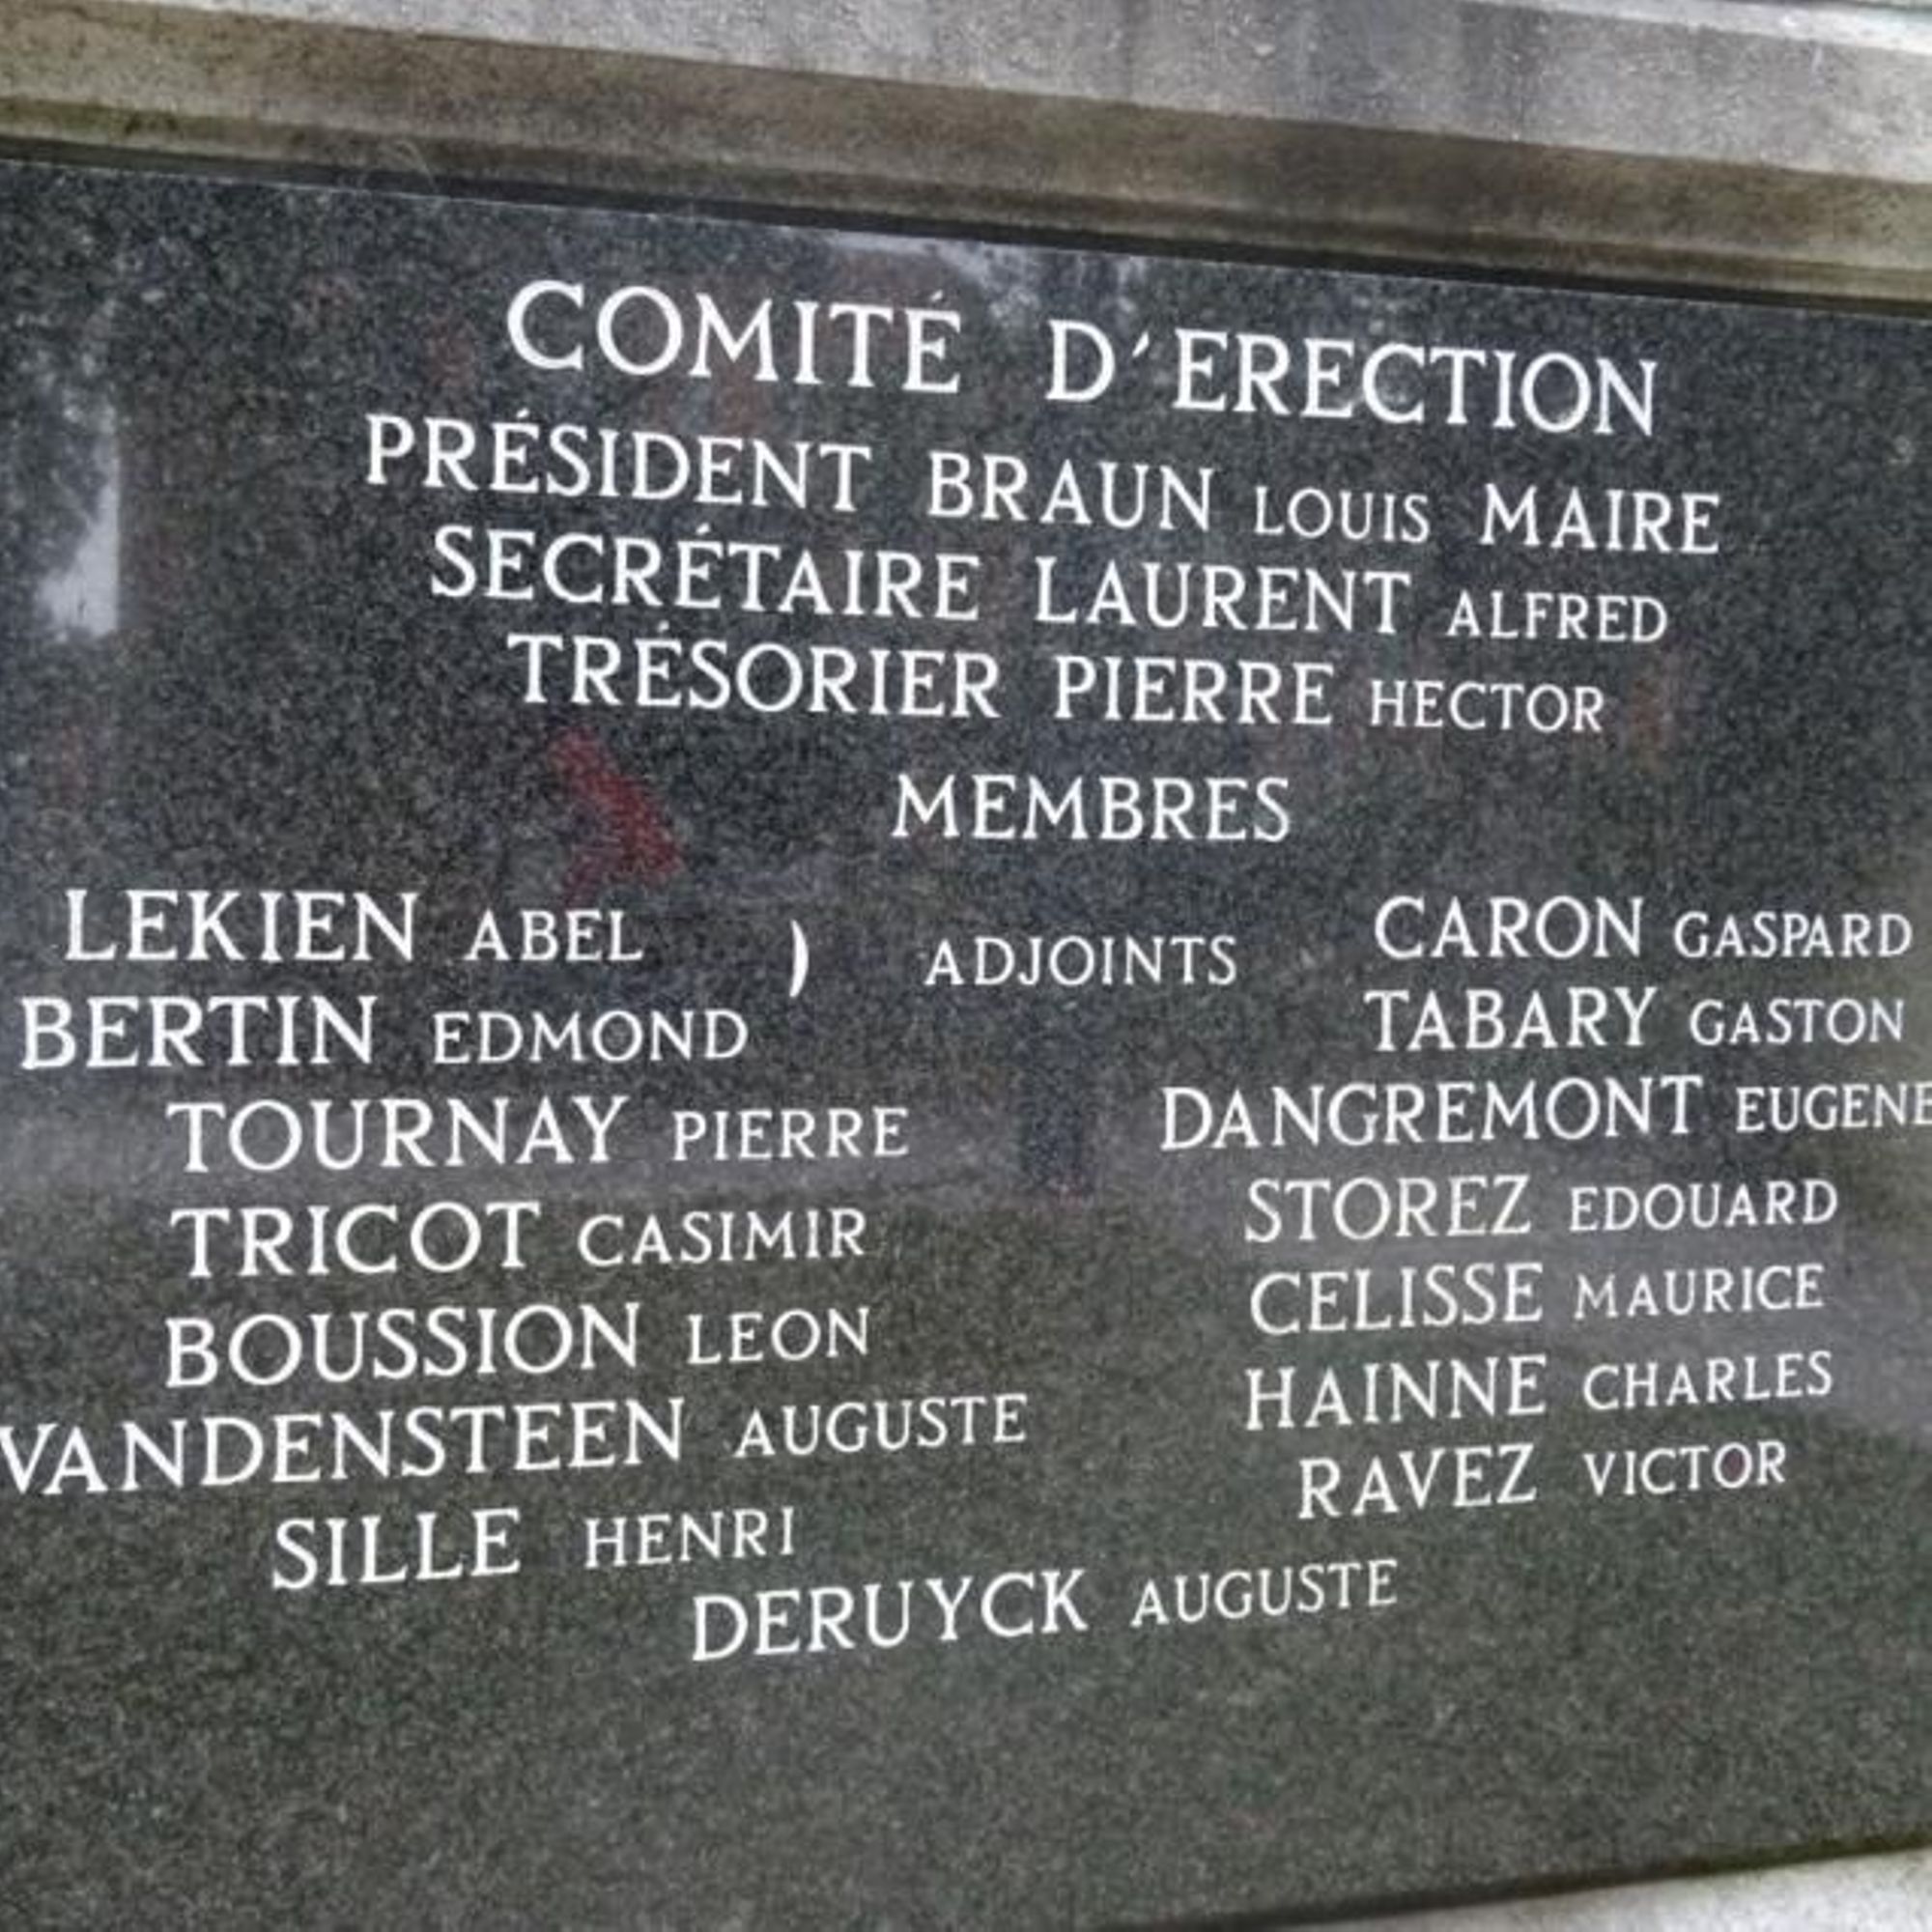 COMITÉ D'ERECTION
PRÉSIDENT BRAUN LOUIS MAIRE
SECRÉTAIRE LAURENT ALFRED
TRÉSORIER PIERRE HECTOR
MEMBRES
LEKIEN ABEL ) ADJOINTS
BERTIN EDMOND
TOURNAY PIERRE
TRICOT CASIMIR
BOUSSION LEON
VANDENSTEEN AUGUSTE
SILLE HENRI
CARON GASPARD
TABARY GASTON
DANGREMONT EUGENE
STOREZ EDOUARD
CELISSE MAURICE
HAINNE CHARLES
RAVEZ VICTOR
DERUYCK AUGUSTE